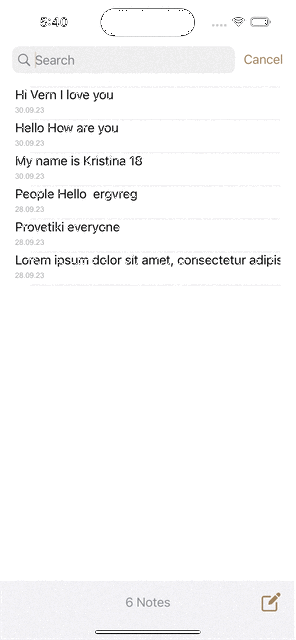 5:40
Search
Cancel
Hi Vern I love you
30.09.23
Hello How are you
30.09.23
My name is Kristina 18
30.09.23
People Hello ergvreg
28.09.23
Provetiki everyone
28.09.23
Lorem ipsum dolor sit amet, consectetur adipis
28.09.23
6 Notes